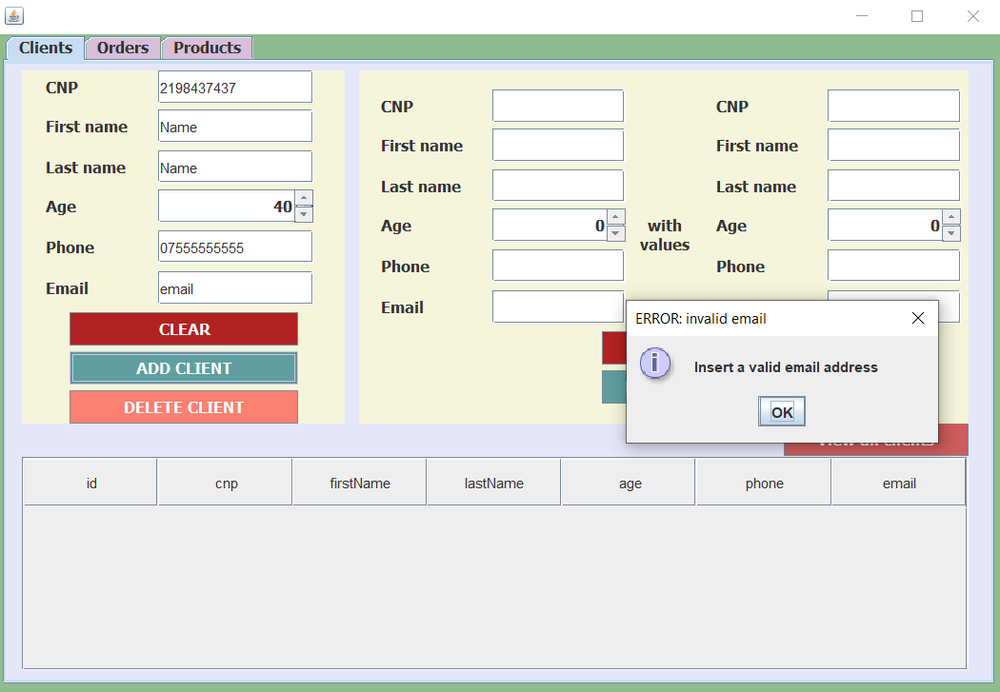 Clients Orders Products
CNP 2198437437
First name Name
Last name Name
Age 40
Phone 07555555555
Email email
CLEAR
ADD CLIENT
DELETE CLIENT
CNP
First name
Last name
Age 0
Phone
Email
with
values
CNP
First name
Last name
Age 0
Phone
ERROR: invalid email
Insert a valid email address
OK
View all clients
id cnp firstName lastName age phone email